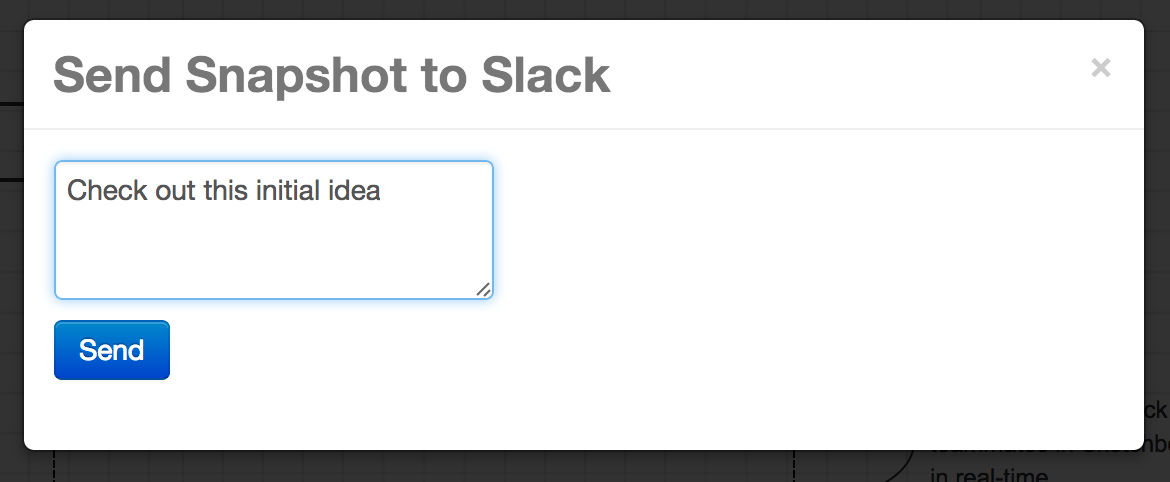 Send Snapshot to Slack
×
Check out this initial idea
Send
in real-time